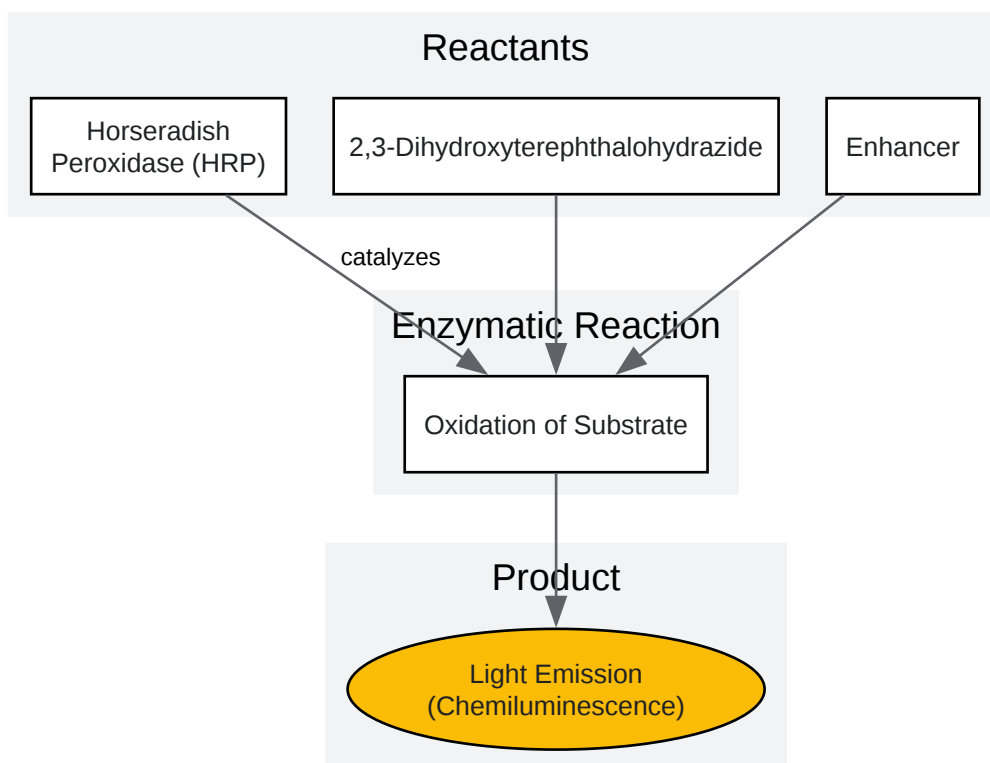 Reactants
Horseradish
Peroxidase (HRP)
2,3-Dihydroxyterephthalohydrazide
Enhancer
catalyzes
Enzymatic Reaction
Oxidation of Substrate
Product
Light Emission
(Chemiluminescence)